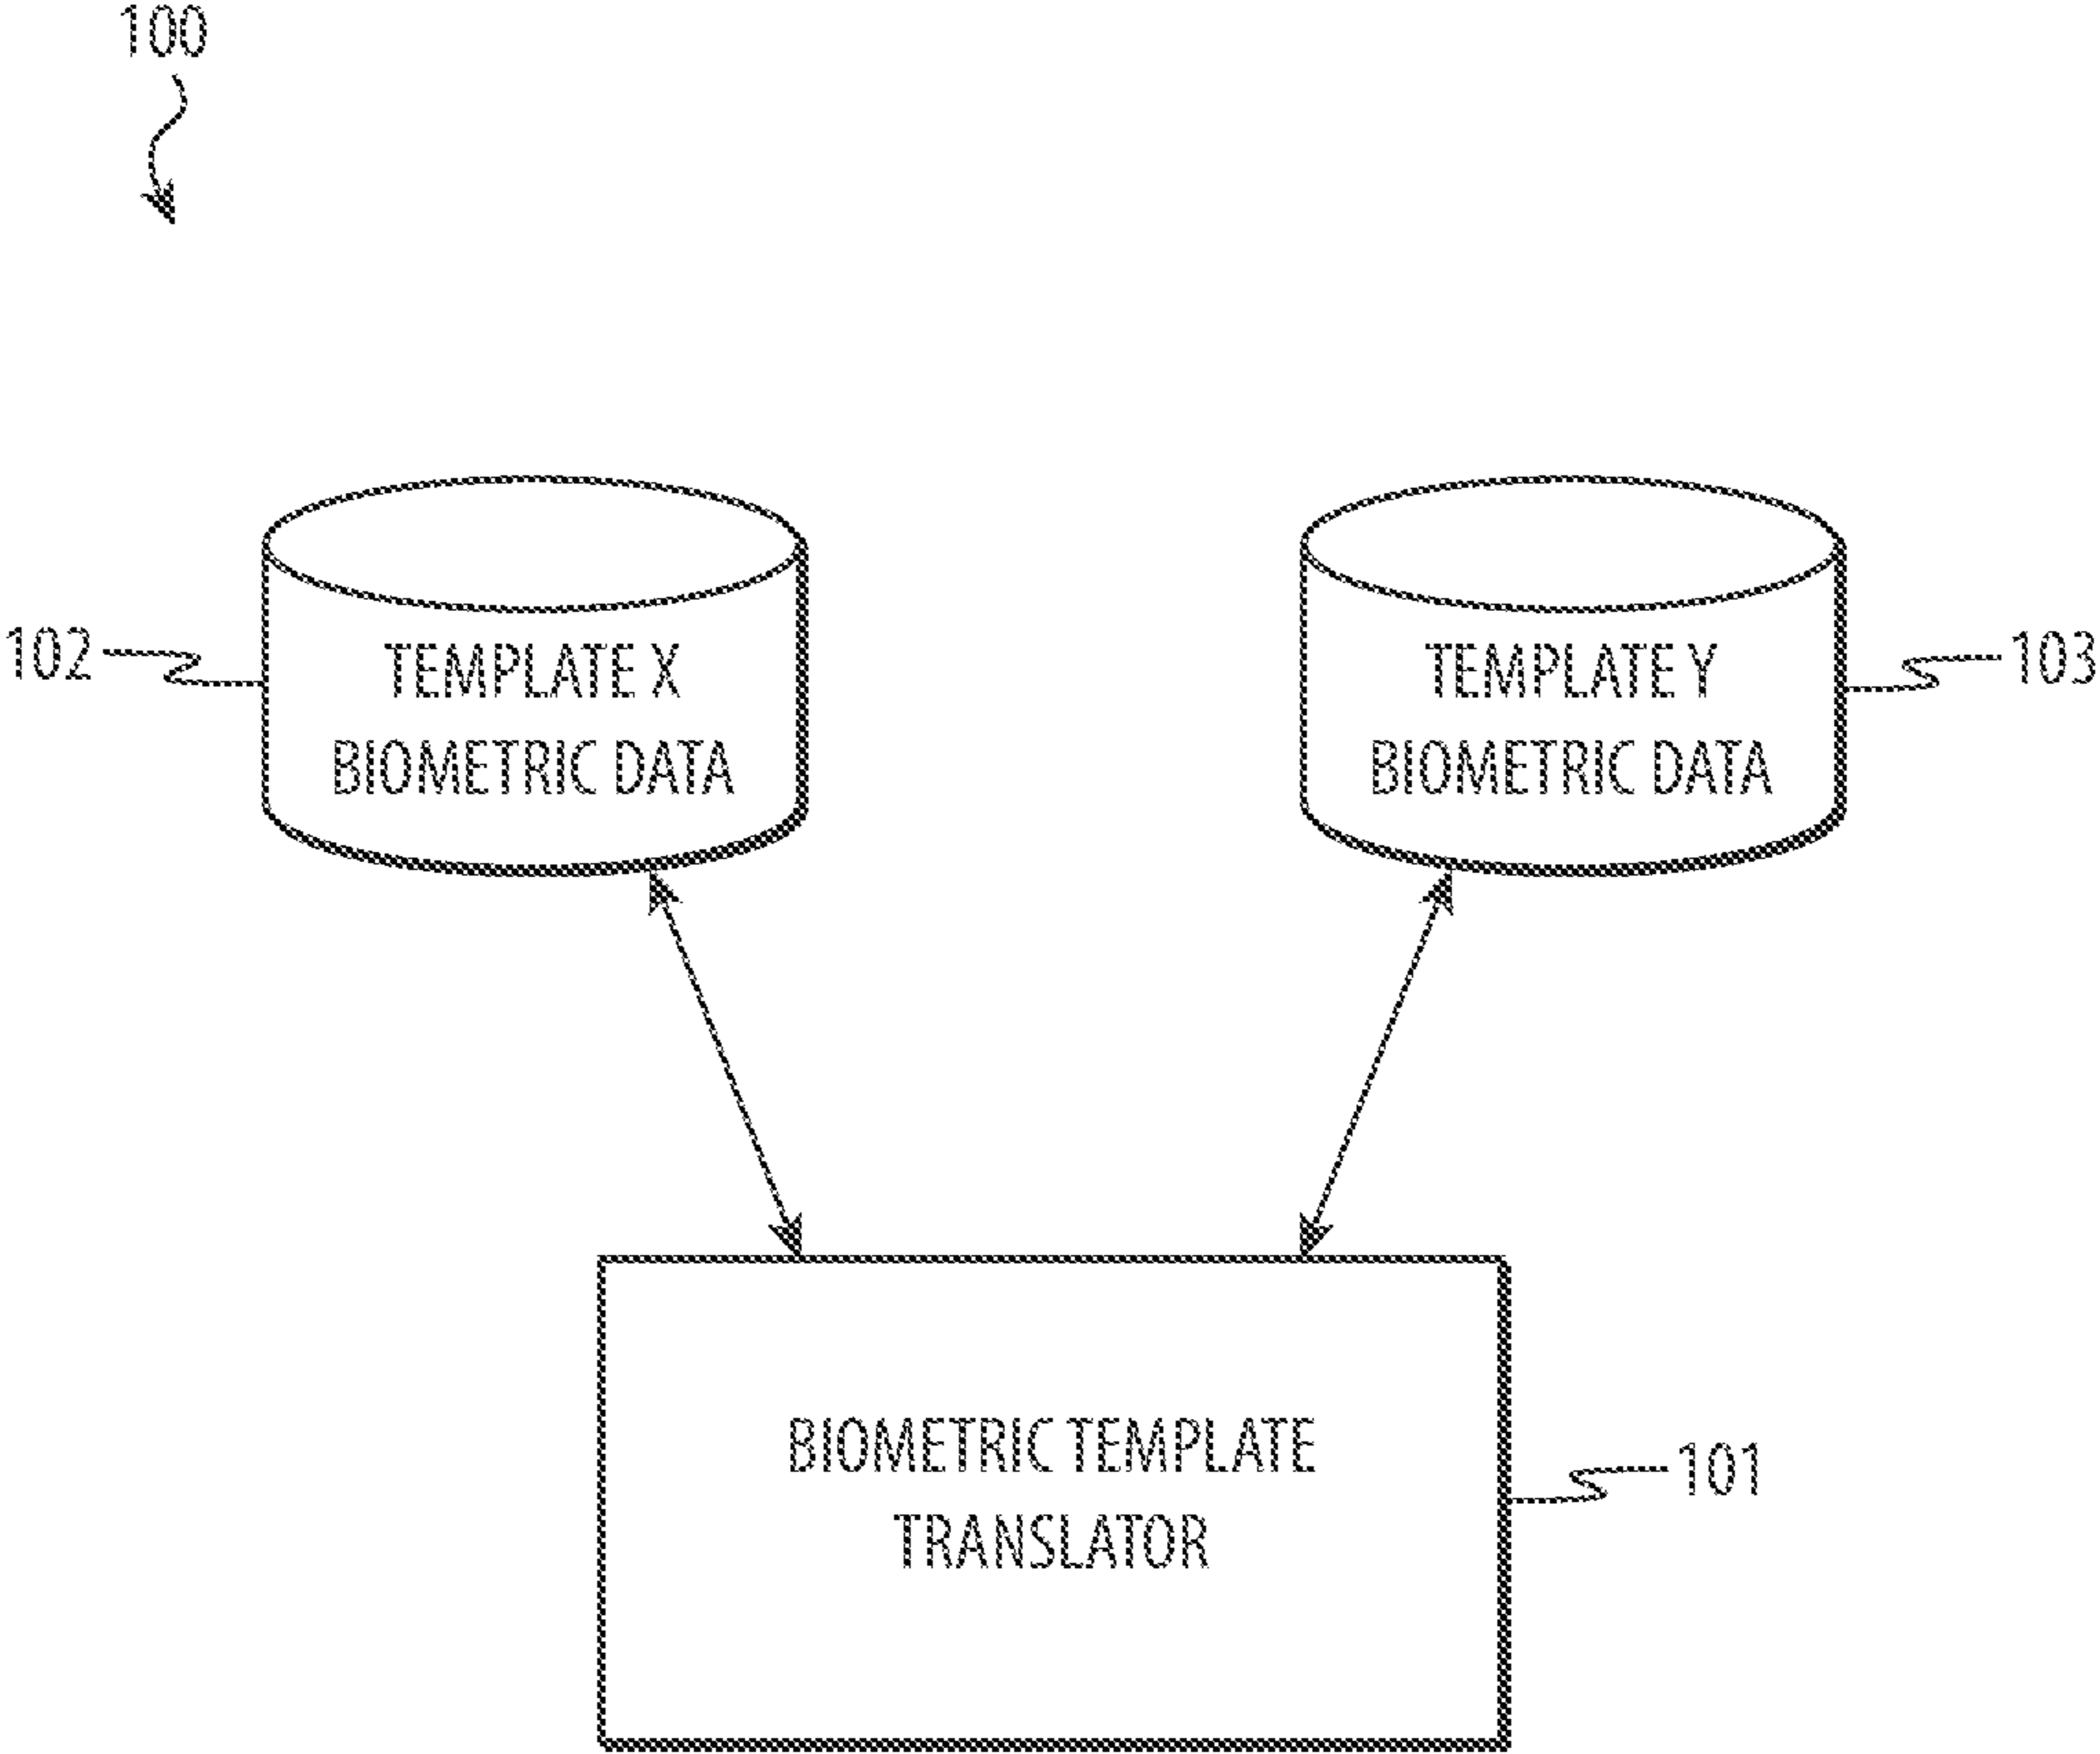 100
102
TEMPLATE X
BIOMETRIC DATA
TEMPLATE Y
BIOMETRIC DATA
103
BIOMETRIC TEMPLATE
TRANSLATOR
101